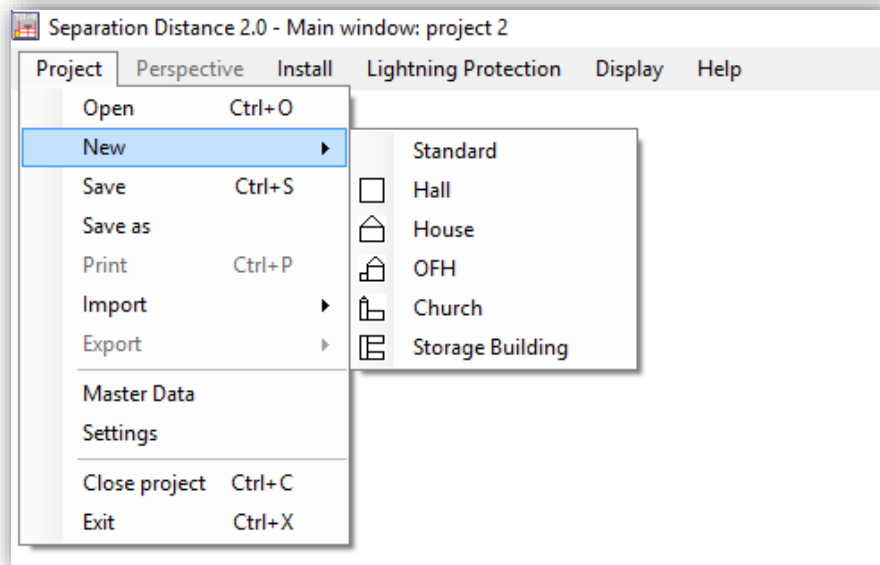 Separation Distance 2.0 - Main window: project 2
Project Perspective Install Lightning Protection Display Help
Open Ctrl+O
New
Save Ctrl+S
Save as
Print Ctrl+P
Import
Export
Master Data
Settings
Close project Ctrl+C
Exit Ctrl+X
Standard
Hall
House
OFH
Church
Storage Building